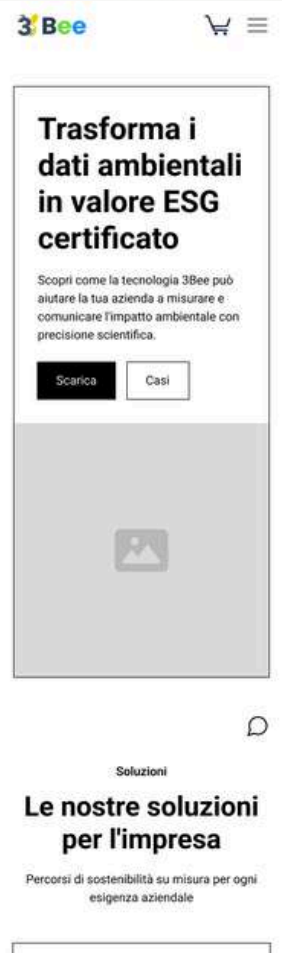 3Bee
Trasforma i
dati ambientali
in valore ESG
certificato
Scopri come la tecnologia 3Bee può
aiutare la tua azienda a misurare e
comunicare l'impatto ambientale con
precisione scientifica.
Scarica Casi
Soluzioni
Le nostre soluzioni
per l'impresa
Percorsi di sostenibilità su misura per ogni
esigenza aziendale